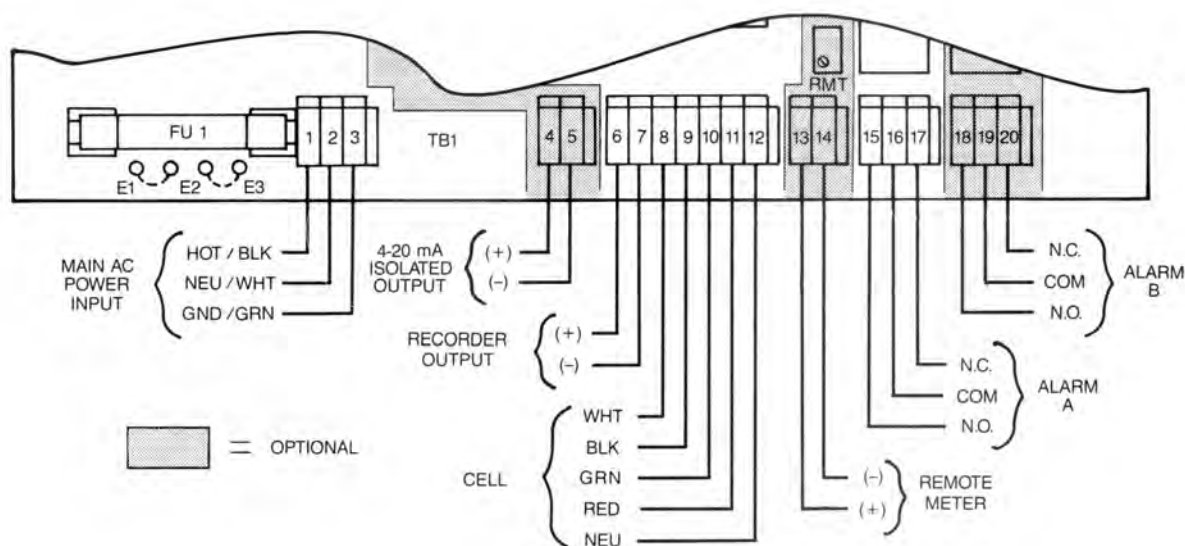 RMT
FU 1
1 2 3
TB1
4 5
6 7 8 9 10 11 12
13 14
15 16 17
18 19 20
E1 E2 E3
MAIN AC
POWER
INPUT
HOT / BLK
NEU / WHT
GND / GRN
4-20 mA
ISOLATED
OUTPUT
(+)
(−)
RECORDER
OUTPUT
(+)
(−)
CELL
WHT
BLK
GRN
RED
NEU
N.C.
COM
N.O.
ALARM
B
N.C.
COM
N.O.
ALARM
A
(−)
(+)
REMOTE
METER
= OPTIONAL